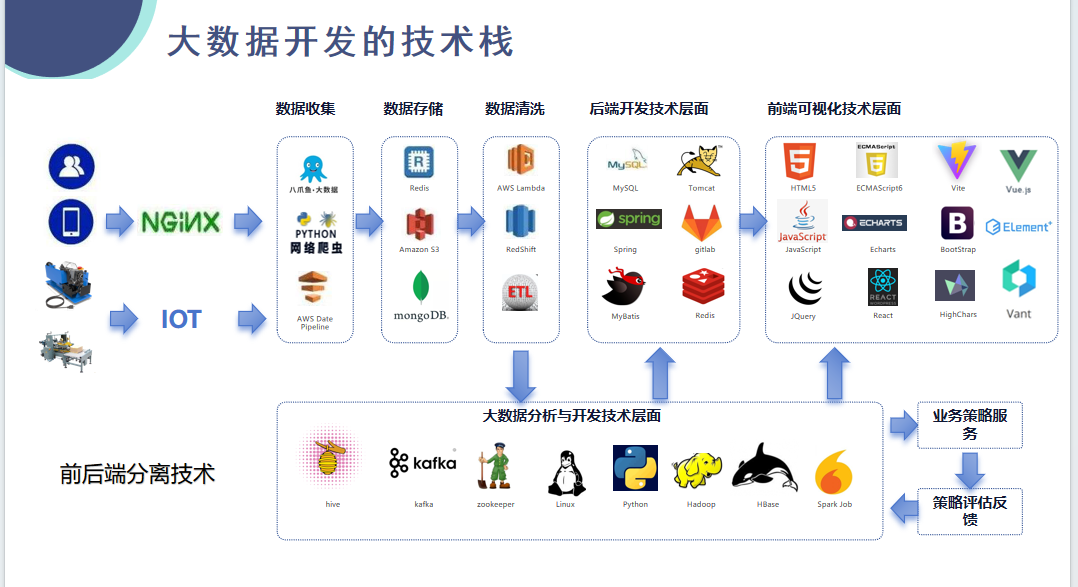 大数据开发的技术栈
数据收集
数据存储
数据清洗
后端开发技术层面
前端可视化技术层面
NGiNX
IOT
八爪鱼·大数据
PYTHON
网络爬虫
AWS Date
Pipeline
R
Redis
Amazon S3
mongoDB.
AWS Lambda
RedShift
ETL
MySQL
MySQL
Tomcat
spring
Spring
gitlab
MyBatis
Redis
5
HTML5
ECMAScript
6
ECMAScript6
Vite
Vue.js
JavaScript
JavaScript
ECHARTS
Echarts
B
BootStrap
Element+
JQuery
REACT
React
HighChars
Vant
大数据分析与开发技术层面
hive
kafka
kafka
zookeeper
Linux
Python
Hadoop
HBase
Spark Job
业务策略服
务
策略评估反
馈
前后端分离技术